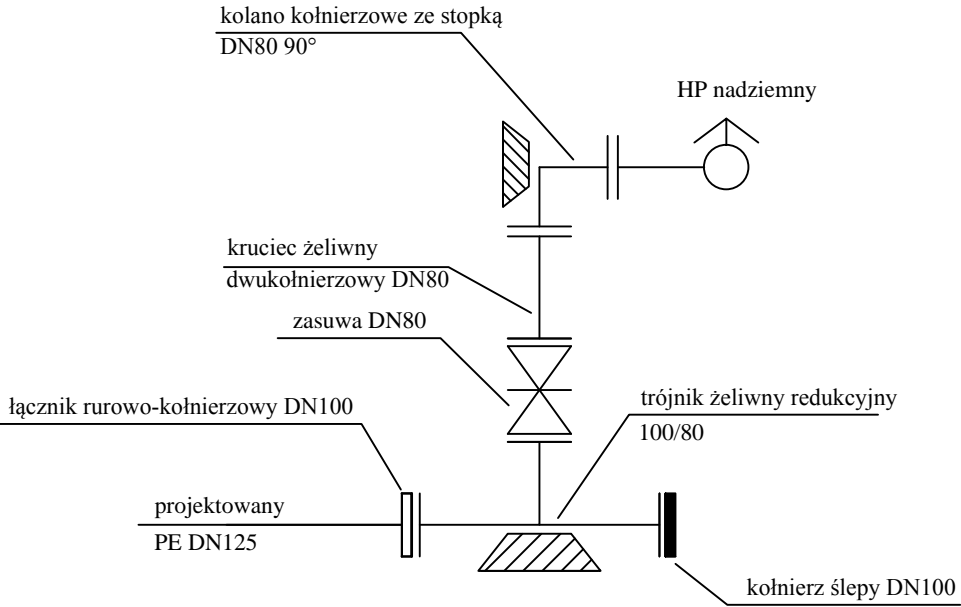 kolano kołnierzowe ze stopką
DN80 90°
HP nadziemny
kruciec żeliwny
dwukołnierzowy DN80
zasuwa DN80
łącznik rurowo-kołnierzowy DN100
trójnik żeliwny redukcyjny
100/80
projektowany
PE DN125
kołnierz ślepy DN100